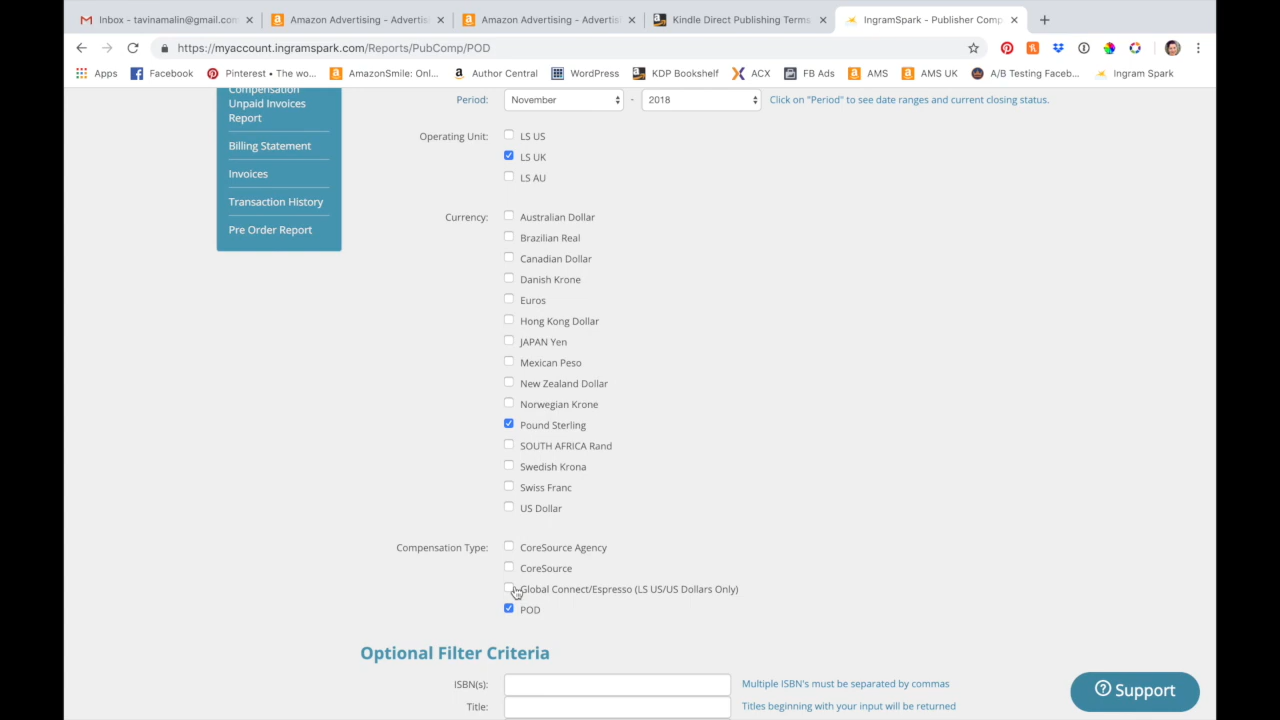 Inbox - tavinamalin@gmail.com
Amazon Advertising - Advertis
Amazon Advertising - Advertis
Kindle Direct Publishing Terms
IngramSpark - Publisher Comp
https://myaccount.ingramspark.com/Reports/PubComp/POD
Apps
Facebook
Pinterest • The wo...
AmazonSmile: Onl...
Author Central
WordPress
KDP Bookshelf
ACX
FB Ads
AMS
AMS UK
A/B Testing Faceb...
Ingram Spark
Compensation
Unpaid Invoices
Report
Billing Statement
Invoices
Transaction History
Pre Order Report
Period: November - 2018 Click on "Period" to see date ranges and current closing status.
Operating Unit: LS US
LS UK
LS AU
Currency: Australian Dollar
Brazilian Real
Canadian Dollar
Danish Krone
Euros
Hong Kong Dollar
JAPAN Yen
Mexican Peso
New Zealand Dollar
Norwegian Krone
Pound Sterling
SOUTH AFRICA Rand
Swedish Krona
Swiss Franc
US Dollar
Compensation Type: CoreSource Agency
CoreSource
Global Connect/Espresso (LS US/US Dollars Only)
POD
Optional Filter Criteria
ISBN(s): Multiple ISBN's must be separated by commas
Title: Titles beginning with your input will be returned
Support